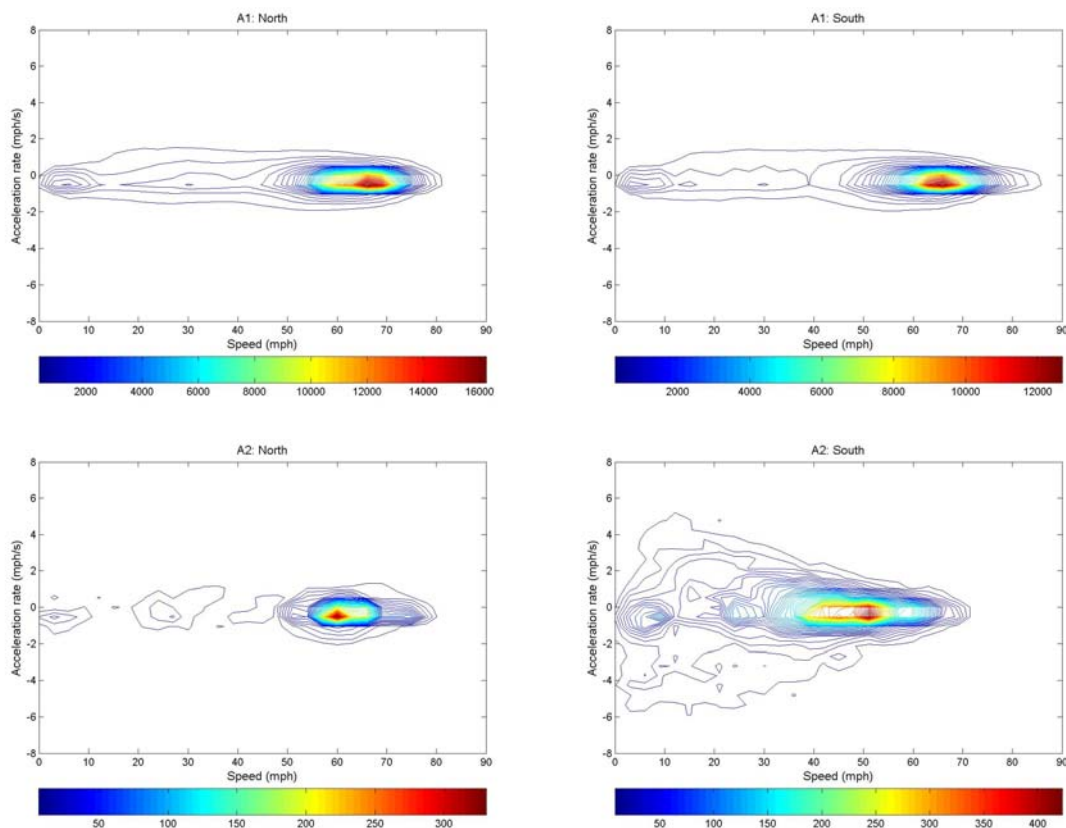 A1: North
8
6
4
2
0
-2
-4
-6
-8
Acceleration rate (mph/s)
0 10 20 30 40 50 60 70 80 90
Speed (mph)
2000 4000 6000 8000 10000 12000 14000 16000
A1: South
8
6
4
2
0
-2
-4
-6
-8
Acceleration rate (mph/s)
0 10 20 30 40 50 60 70 80 90
Speed (mph)
2000 4000 6000 8000 10000 12000
A2: North
8
6
4
2
0
-2
-4
-6
-8
Acceleration rate (mph/s)
0 10 20 30 40 50 60 70 80 90
Speed (mph)
50 100 150 200 250 300
A2: South
8
6
4
2
0
-2
-4
-6
-8
Acceleration rate (mph/s)
0 10 20 30 40 50 60 70 80 90
Speed (mph)
50 100 150 200 250 300 350 400